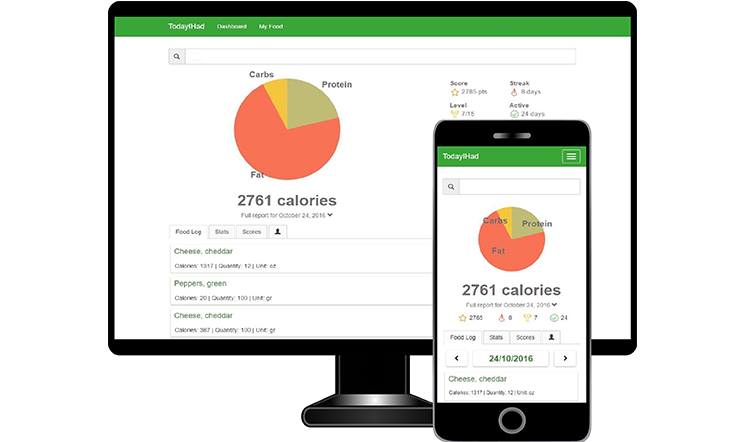 TodayIHad Dashboard My Food
Carbs
Protein
Fat
Score Streak
2785 pts 8 days
Level Active
7/15 24 days
2761 calories
Full report for October 24, 2016
Food Log Stats Scores
Cheese, cheddar
Calories: 1317 | Quantity: 12 | Unit: oz
Peppers, green
Calories: 20 | Quantity: 100 | Unit: gr
Cheese, cheddar
Calories: 387 | Quantity: 100 | Unit: gr
TodayIHad
Carbs
Protein
Fat
2761 calories
Full report for October 24, 2016
2785 8 7 24
Food Log Stats Scores
24/10/2016
Cheese, cheddar
Calories: 1317 | Quantity: 12 | Unit: oz